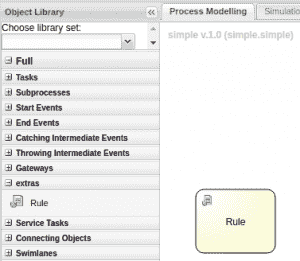 Object Library
Process Modelling
Simulatio
Choose library set:
simple v.1.0 (simple.simple)
Full
Tasks
Subprocesses
Start Events
End Events
Catching Intermediate Events
Throwing Intermediate Events
Gateways
extras
Rule
Rule
Service Tasks
Connecting Objects
Swimlanes